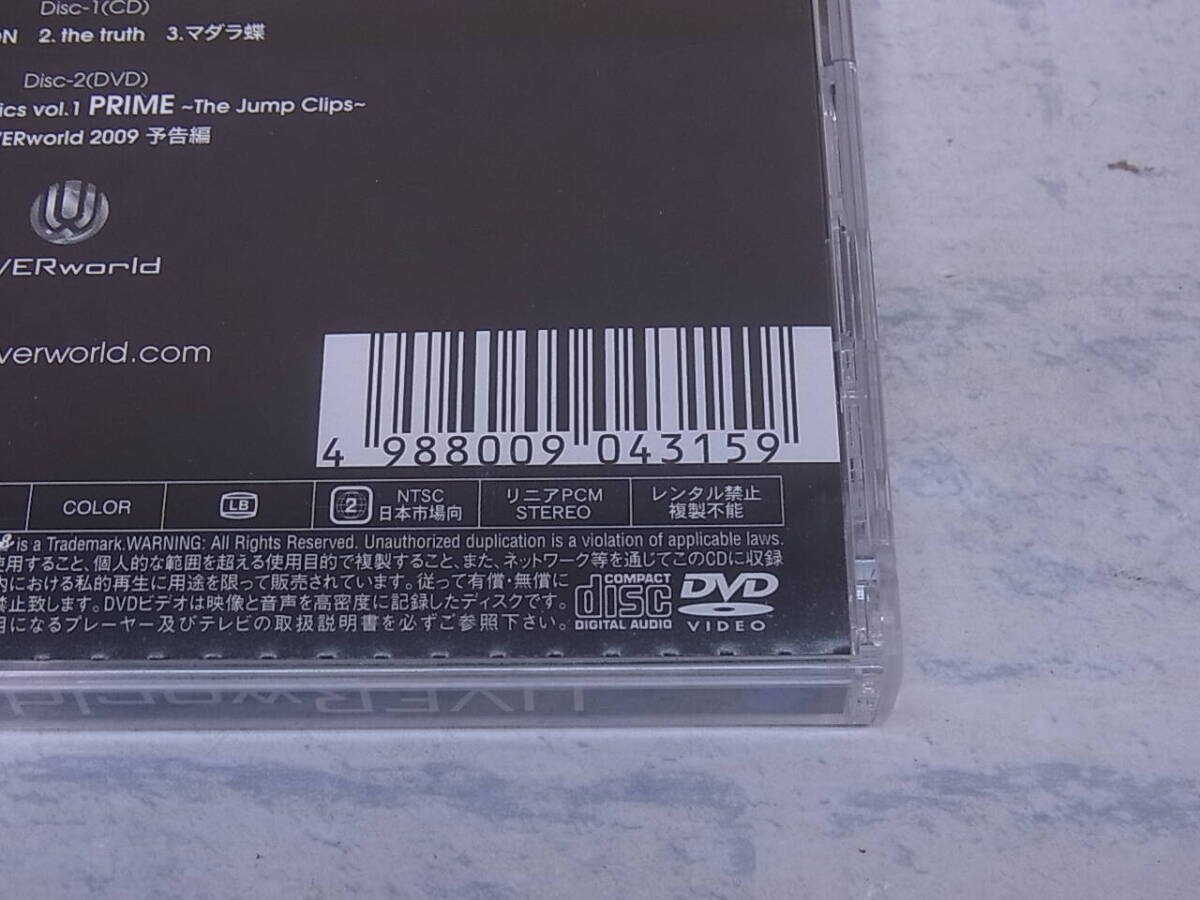 Disc-1(CD)
2. the truth 3.マダラ蝶
Disc-2(DVD)
vol.1 PRIME ~The Jump Clips~
VERworld 2009 予告編
VERworld
verworld.com
4 988009 043159
COLOR
LB
2
NTSC
日本市場向
リニアPCM
STEREO
レンタル禁止
複製不能
is a Trademark.WARNING: All Rights Reserved. Unauthorized duplication is a violation of applicable laws.
使用すること、個人的な範囲を超える使用目的で複製すること、また、ネットワーク等を通じてこのCDに収録
内における私的再生に用途を限って販売されています。従って有償・無償に
禁止致します。DVDビデオは映像と音声を高密度に記録したディスクです。
用になるプレーヤー及びテレビの取扱説明書を必ずご参照下さい。
COMPACT
disc
DIGITAL AUDIO
DVD
VIDEO
UVERworld